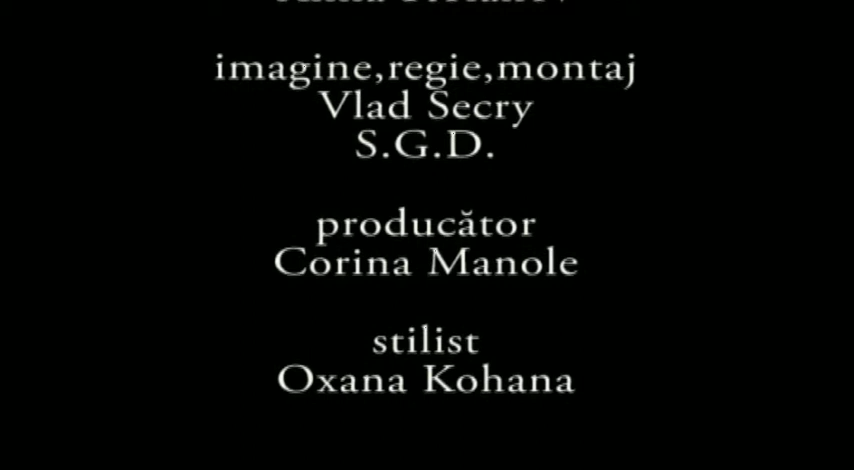 imagine,regie,montaj
Vlad Secry
S.G.D.
producător
Corina Manole
stilist
Oxana Kohana